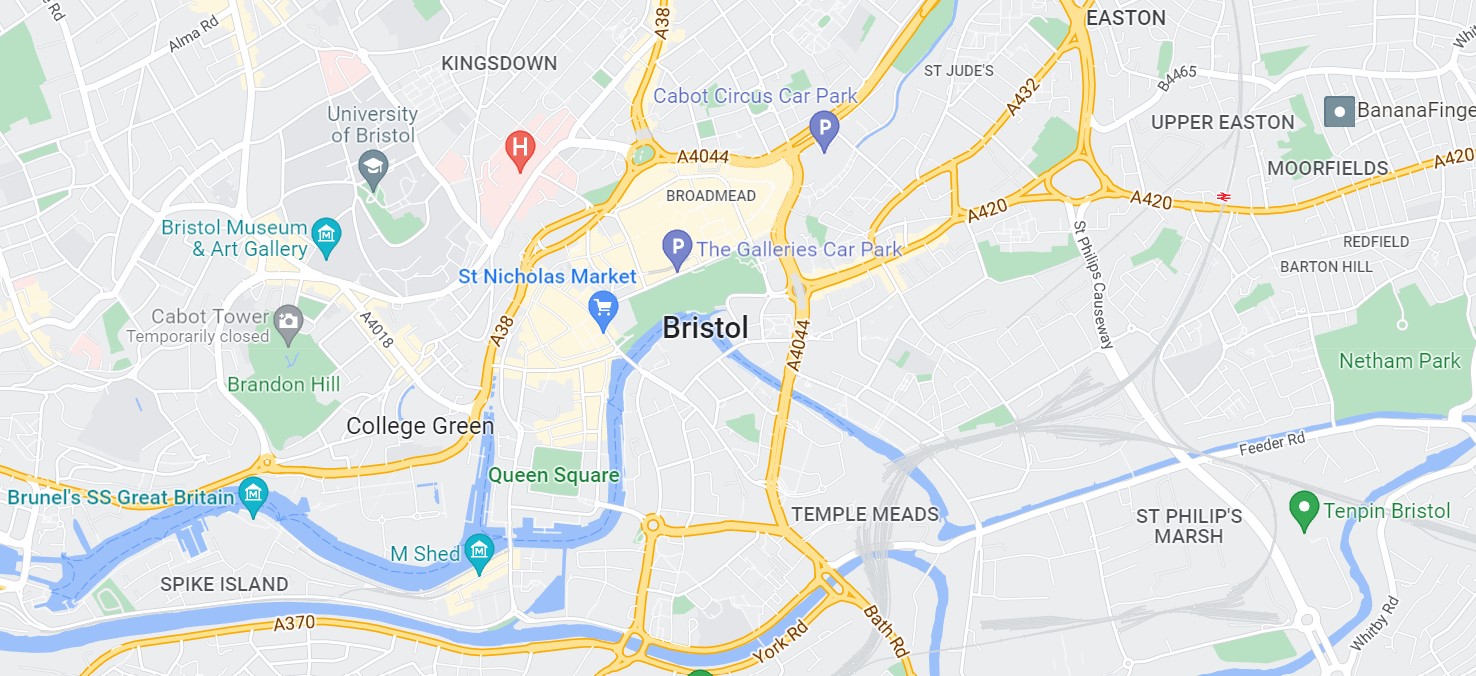 Alma Rd
A38
EASTON
KINGSDOWN
ST JUDE'S
B4465
Cabot Circus Car Park
P
A432
BananaFinge
University
of Bristol
H
UPPER EASTON
A4044
MOORFIELDS
A420
BROADMEAD
A420
A420
Bristol Museum
& Art Gallery
P
The Galleries Car Park
St Philips Causeway
REDFIELD
BARTON HILL
St Nicholas Market
Cabot Tower
Temporarily closed
A4018
A38
Bristol
A4044
Netham Park
Brandon Hill
College Green
Feeder Rd
Queen Square
Brunel's SS Great Britain
TEMPLE MEADS
ST PHILIP'S
MARSH
Tenpin Bristol
M Shed
SPIKE ISLAND
A370
York Rd
Bath Rd
Whitby Rd